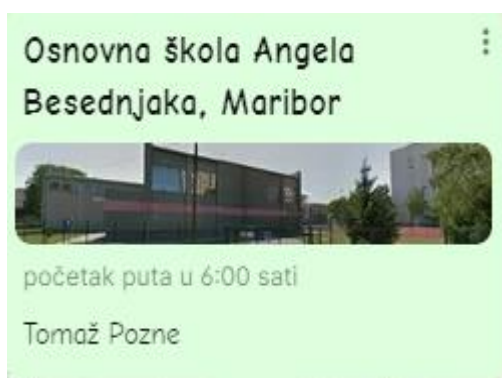 Osnovna škola Angela
Besednjaka, Maribor
početak puta u 6:00 sati
Tomaž Pozne